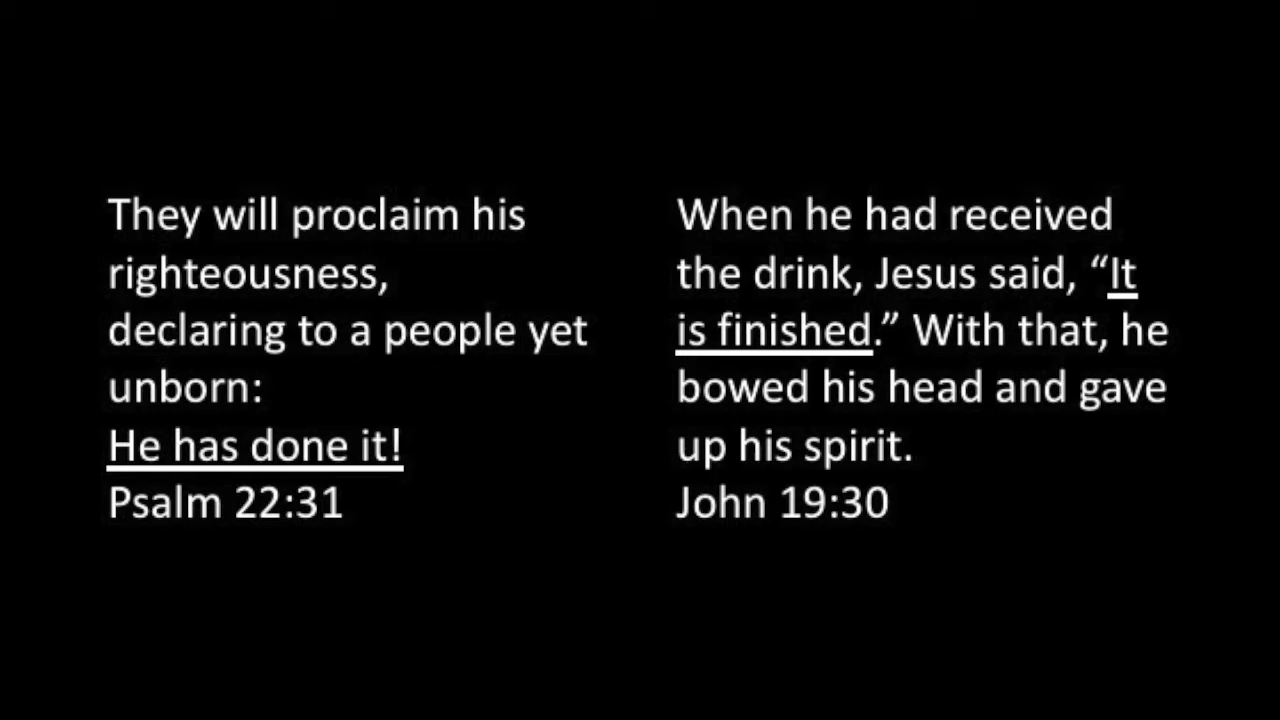 They will proclaim his
righteousness,
declaring to a people yet
unborn:
He has done it!
Psalm 22:31
When he had received
the drink, Jesus said, “It
is finished.” With that, he
bowed his head and gave
up his spirit.
John 19:30